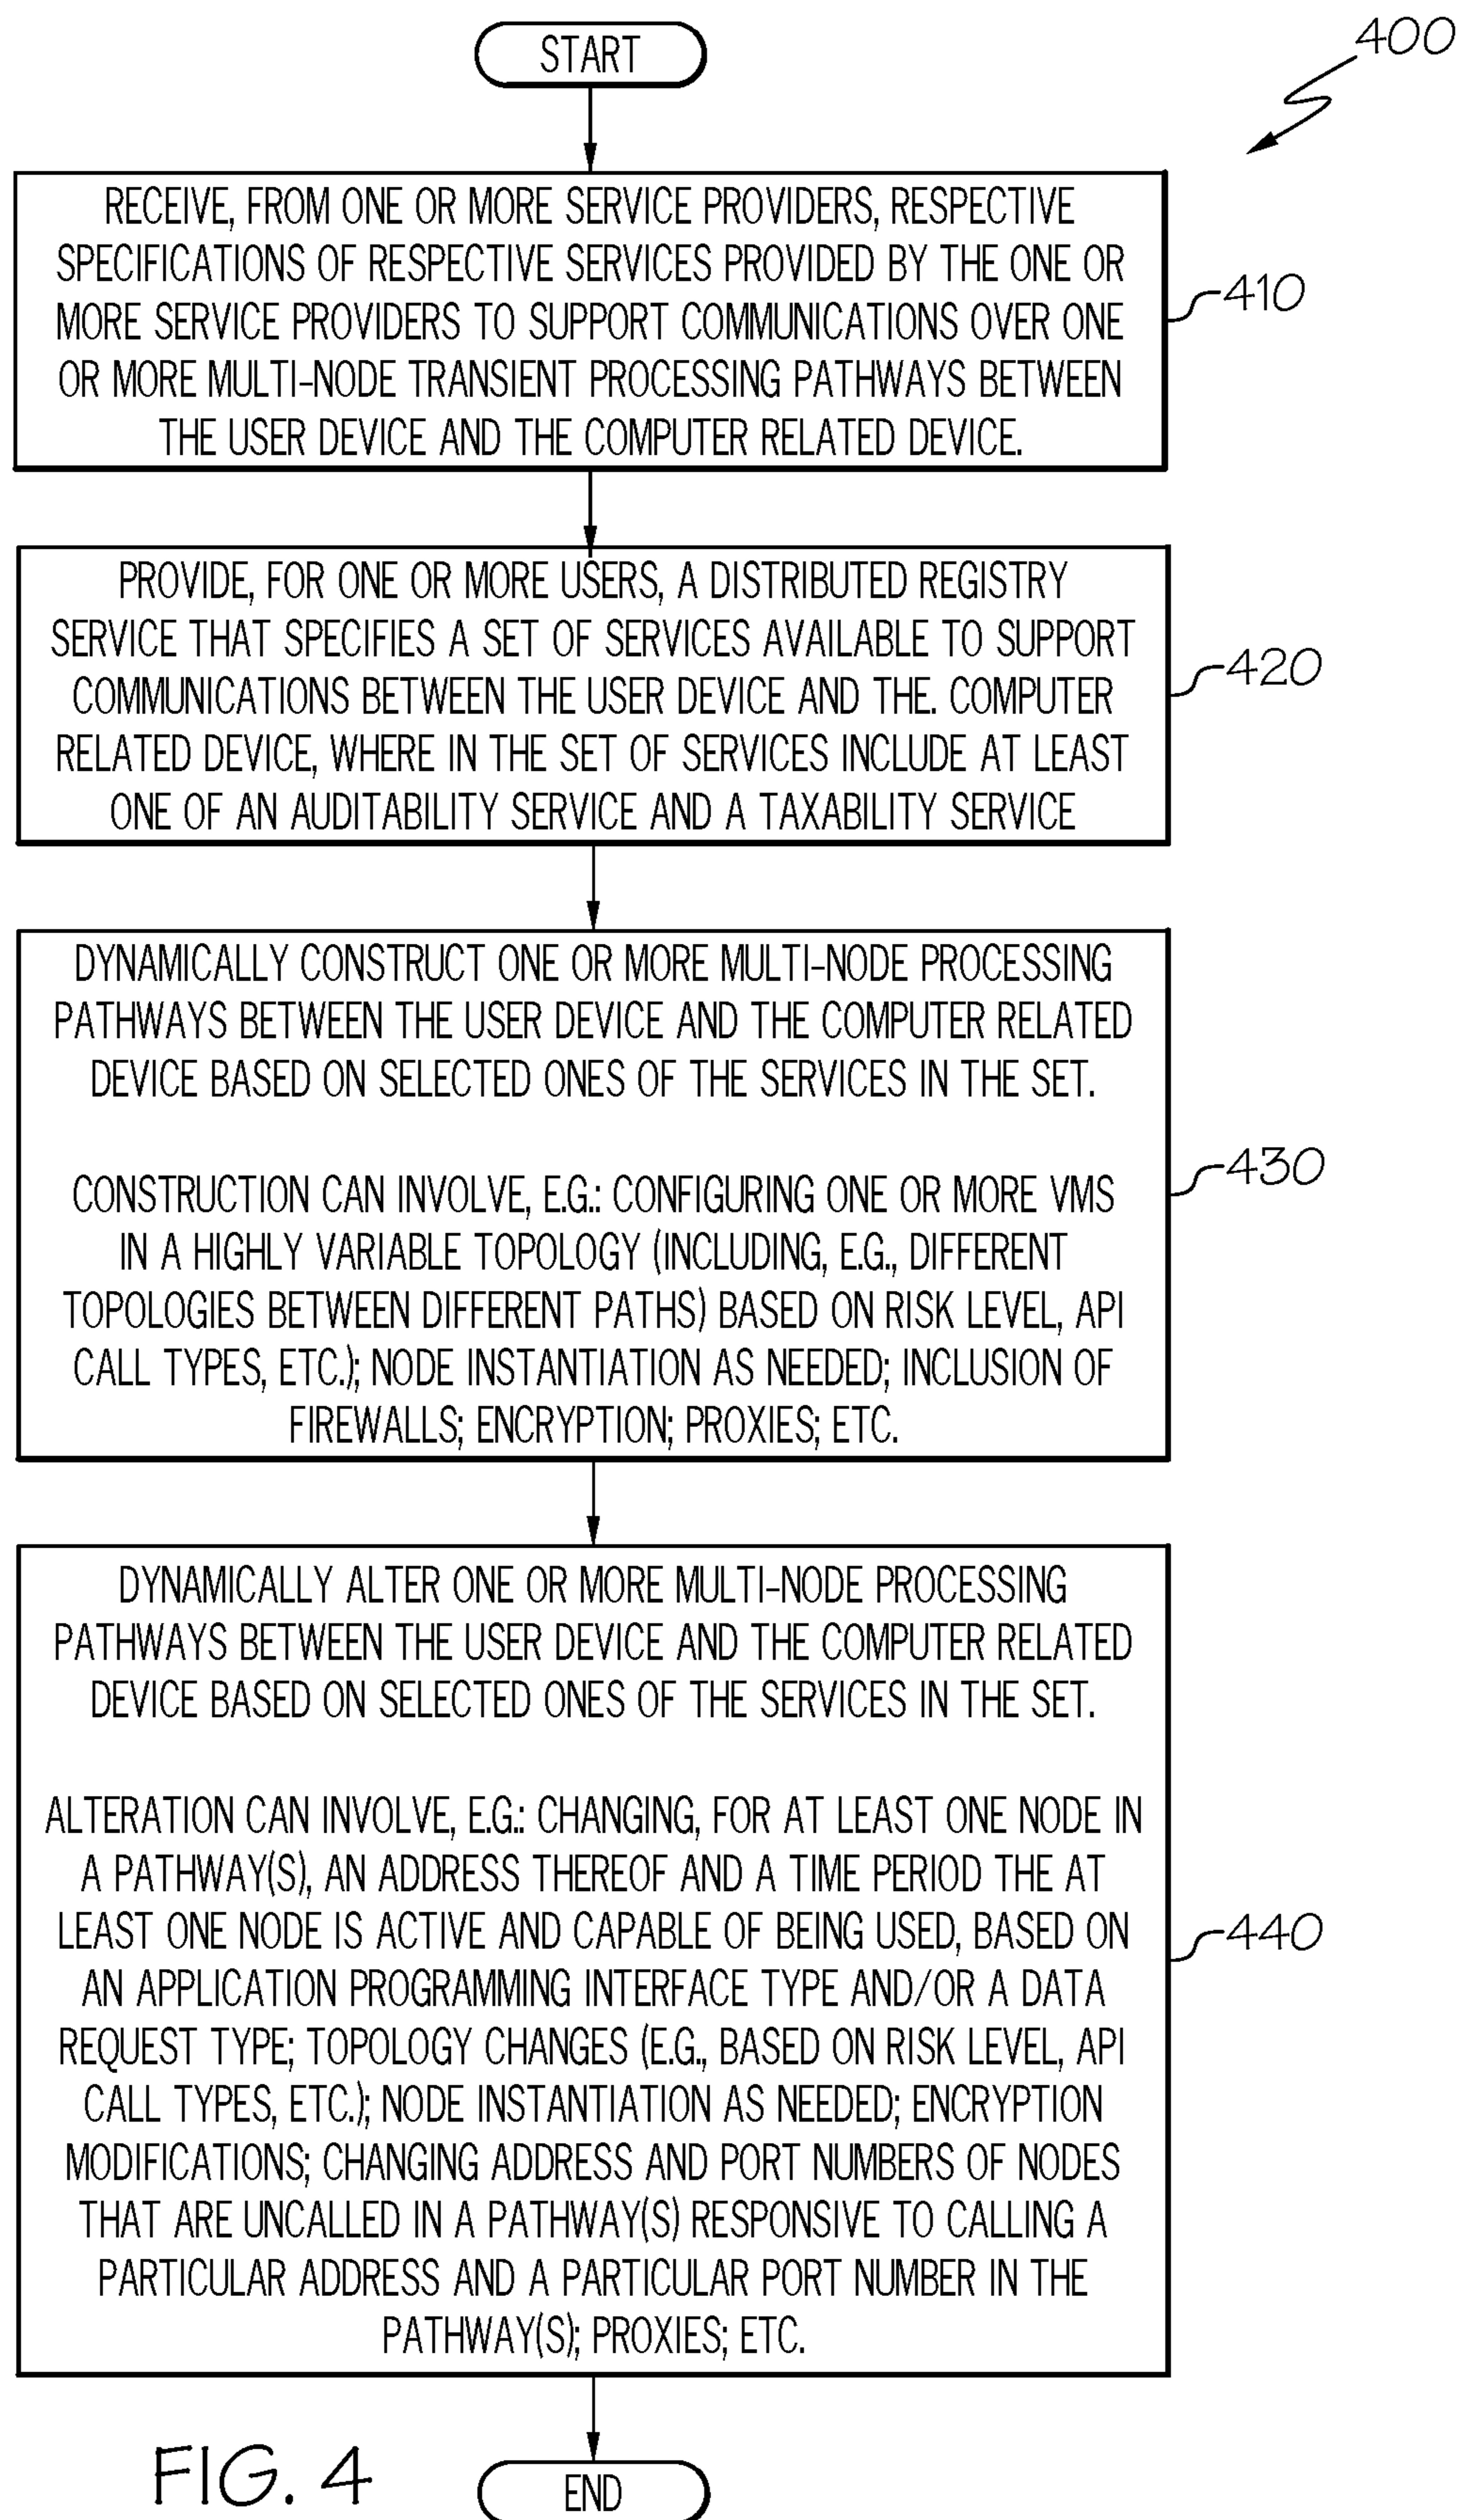 START
400
RECEIVE, FROM ONE OR MORE SERVICE PROVIDERS, RESPECTIVE
SPECIFICATIONS OF RESPECTIVE SERVICES PROVIDED BY THE ONE OR
MORE SERVICE PROVIDERS TO SUPPORT COMMUNICATIONS OVER ONE
OR MORE MULTI-NODE TRANSIENT PROCESSING PATHWAYS BETWEEN
THE USER DEVICE AND THE COMPUTER RELATED DEVICE.
410
PROVIDE, FOR ONE OR MORE USERS, A DISTRIBUTED REGISTRY
SERVICE THAT SPECIFIES A SET OF SERVICES AVAILABLE TO SUPPORT
COMMUNICATIONS BETWEEN THE USER DEVICE AND THE. COMPUTER
RELATED DEVICE, WHERE IN THE SET OF SERVICES INCLUDE AT LEAST
ONE OF AN AUDITABILITY SERVICE AND A TAXABILITY SERVICE
420
DYNAMICALLY CONSTRUCT ONE OR MORE MULTI-NODE PROCESSING
PATHWAYS BETWEEN THE USER DEVICE AND THE COMPUTER RELATED
DEVICE BASED ON SELECTED ONES OF THE SERVICES IN THE SET.
CONSTRUCTION CAN INVOLVE, E.G.: CONFIGURING ONE OR MORE VMS
IN A HIGHLY VARIABLE TOPOLOGY (INCLUDING, E.G., DIFFERENT
TOPOLOGIES BETWEEN DIFFERENT PATHS) BASED ON RISK LEVEL, API
CALL TYPES, ETC.); NODE INSTANTIATION AS NEEDED; INCLUSION OF
FIREWALLS; ENCRYPTION; PROXIES; ETC.
430
DYNAMICALLY ALTER ONE OR MORE MULTI-NODE PROCESSING
PATHWAYS BETWEEN THE USER DEVICE AND THE COMPUTER RELATED
DEVICE BASED ON SELECTED ONES OF THE SERVICES IN THE SET.
ALTERATION CAN INVOLVE, E.G.: CHANGING, FOR AT LEAST ONE NODE IN
A PATHWAY(S), AN ADDRESS THEREOF AND A TIME PERIOD THE AT
LEAST ONE NODE IS ACTIVE AND CAPABLE OF BEING USED, BASED ON
AN APPLICATION PROGRAMMING INTERFACE TYPE AND/OR A DATA
REQUEST TYPE; TOPOLOGY CHANGES (E.G., BASED ON RISK LEVEL, API
CALL TYPES, ETC.); NODE INSTANTIATION AS NEEDED; ENCRYPTION
MODIFICATIONS; CHANGING ADDRESS AND PORT NUMBERS OF NODES
THAT ARE UNCALLED IN A PATHWAY(S) RESPONSIVE TO CALLING A
PARTICULAR ADDRESS AND A PARTICULAR PORT NUMBER IN THE
PATHWAY(S); PROXIES; ETC.
440
FIG. 4
END